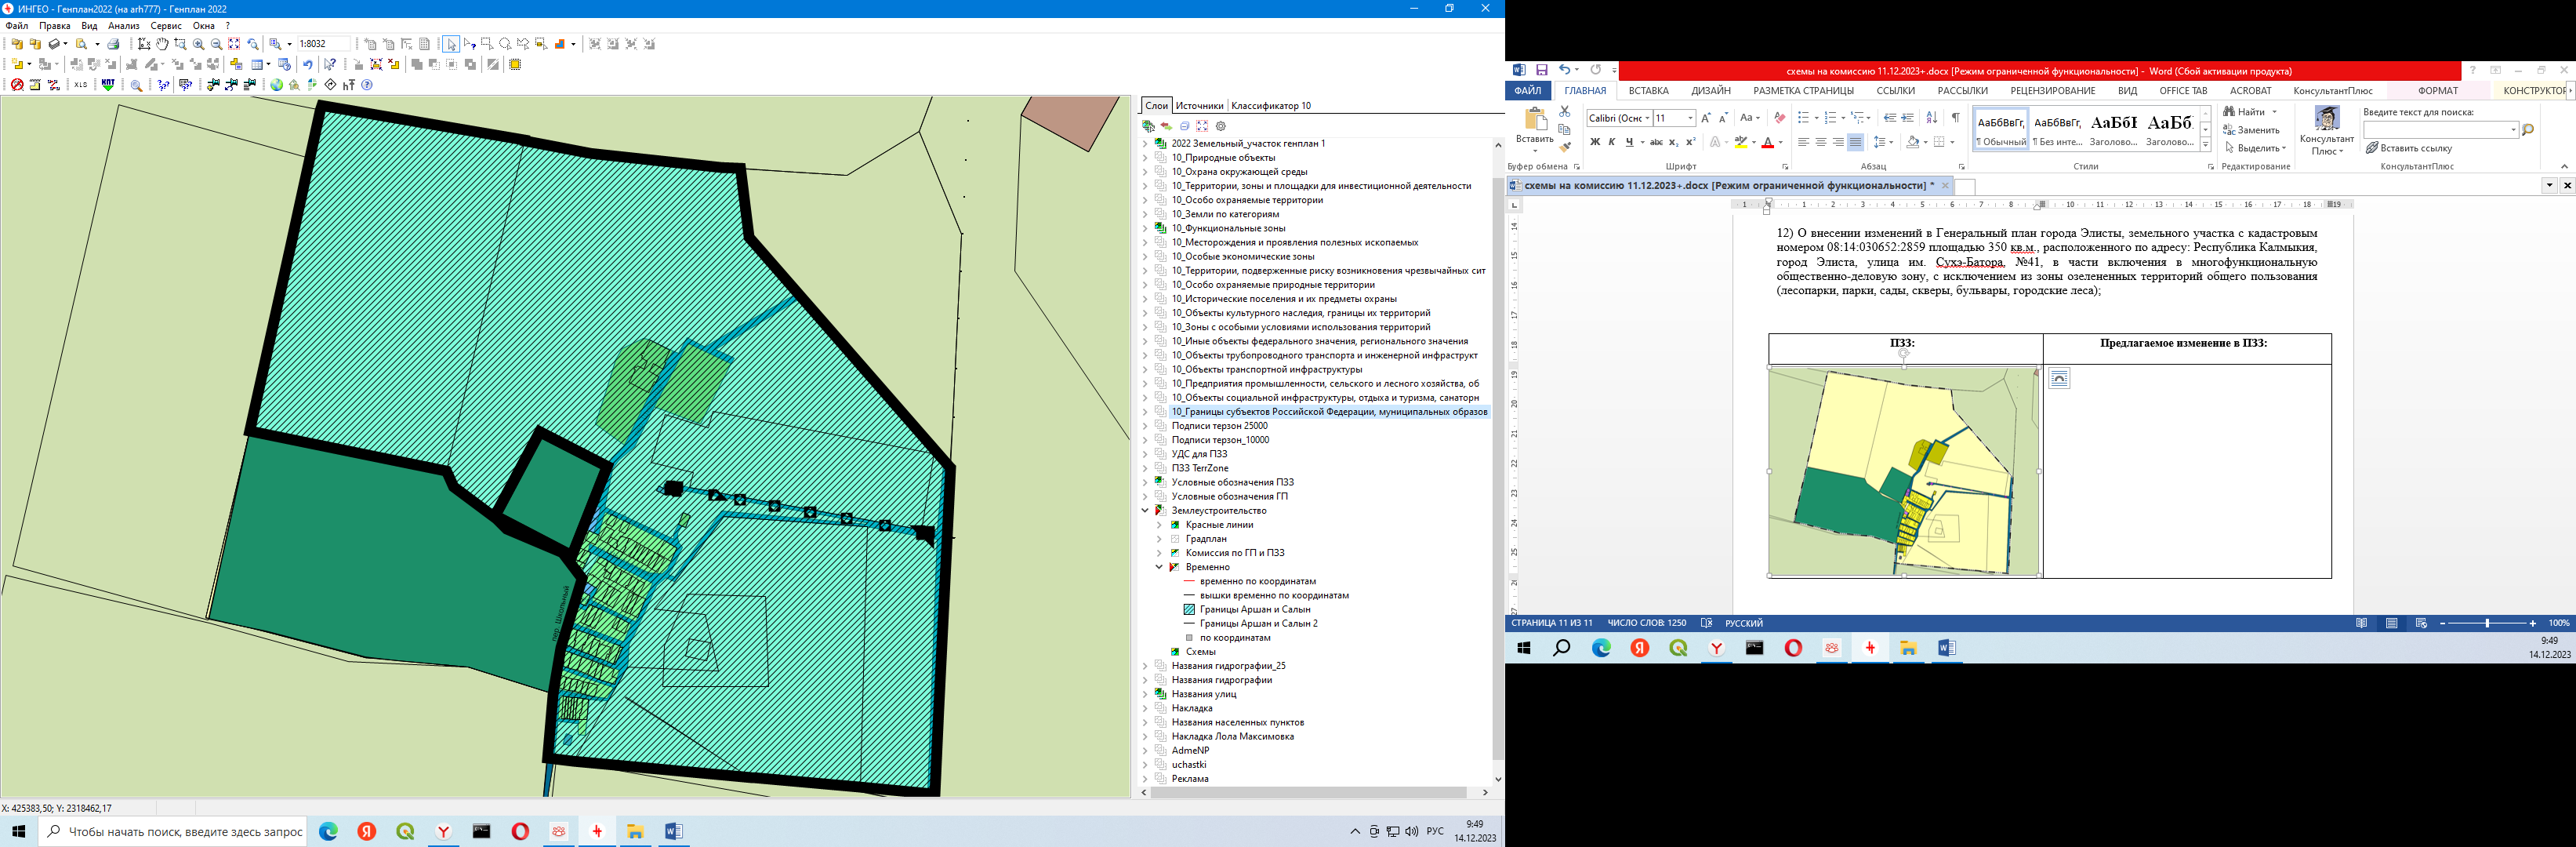 ИНГЕО - Генплан2022 (на arh777) - Генплан 2022
Файл Правка Вид Анализ Сервис Окна ?
1:8032
XLS
КПТ
пер. Школьный
Слои Источники Классификатор 10
2022 Земельный_участок генплан 1
10_Природные объекты
10_Охрана окружающей среды
10_Территории, зоны и площадки для инвестиционной деятельности
10_Особо охраняемые территории
10_Земли по категориям
10_Функциональные зоны
10_Месторождения и проявления полезных ископаемых
10_Особые экономические зоны
10_Территории, подверженные риску возникновения чрезвычайных сит
10_Особо охраняемые природные территории
10_Исторические поселения и их предметы охраны
10_Объекты культурного наследия, границы их территорий
10_Зоны с особыми условиями использования территорий
10_Иные объекты федерального значения, регионального значения
10_Объекты трубопроводного транспорта и инженерной инфраструкт
10_Объекты транспортной инфраструктуры
10_Предприятия промышленности, сельского и лесного хозяйства, об
10_Объекты социальной инфраструктуры, отдыха и туризма, санаторн
10_Границы субъектов Российской Федерации, муниципальных образов
Подписи терзон 25000
Подписи терзон_10000
УДС для ПЗЗ
ПЗЗ TerrZone
Условные обозначения ПЗЗ
Условные обозначения ГП
Землеустроительство
Красные линии
Градплан
Комиссия по ГП и ПЗЗ
Временно
временно по координатам
вышки временно по координатам
Границы Аршан и Салын
Границы Аршан и Салын 2
по координатам
Схемы
Названия гидрографии_25
Названия гидрографии
Названия улиц
Накладка
Названия населенных пунктов
Накладка Лола Максимовка
AdmeNP
uchastki
Реклама
X: 425383,50; Y: 2318462,17
Чтобы начать поиск, введите здесь запрос
РУС
9:49
14.12.2023
схемы на комиссию 11.12.2023+.docx [Режим ограниченной функциональности] - Word (Сбой активации продукта)
ФАЙЛ ГЛАВНАЯ ВСТАВКА ДИЗАЙН РАЗМЕТКА СТРАНИЦЫ ССЫЛКИ РАССЫЛКИ РЕЦЕНЗИРОВАНИЕ ВИД OFFICE TAB ACROBAT КонсультантПлюс ФОРМАТ КОНСТРУКТОР
Вставить
Calibri (Оснс 11
Ж К Ч abc x₂ x²
АаБбВвГг, АаБбВвГг, АаБбІ АаБб.
¶ Обычный ¶ Без инте... Заголово... Заголово...
Найти
Заменить
Выделить
Консультант
Плюс
Введите текст для поиска:
Вставить ссылку
Буфер обмена Шрифт Абзац Стили Редактирование КонсультантПлюс
схемы на комиссию 11.12.2023+.docx [Режим ограниченной функциональности] *
12) О внесении изменений в Генеральный план города Элисты, земельного участка с кадастровым
номером 08:14:030652:2859 площадью 350 кв.м., расположенного по адресу: Республика Калмыкия,
город Элиста, улица им. Сухэ-Батора, №41, в части включения в многофункциональную
общественно-деловую зону, с исключением из зоны озелененных территорий общего пользования
(лесопарки, парки, сады, скверы, бульвары, городские леса);
ПЗЗ: Предлагаемое изменение в ПЗЗ:
СТРАНИЦА 11 ИЗ 11 ЧИСЛО СЛОВ: 1250 РУССКИЙ
100%
9:49
14.12.2023